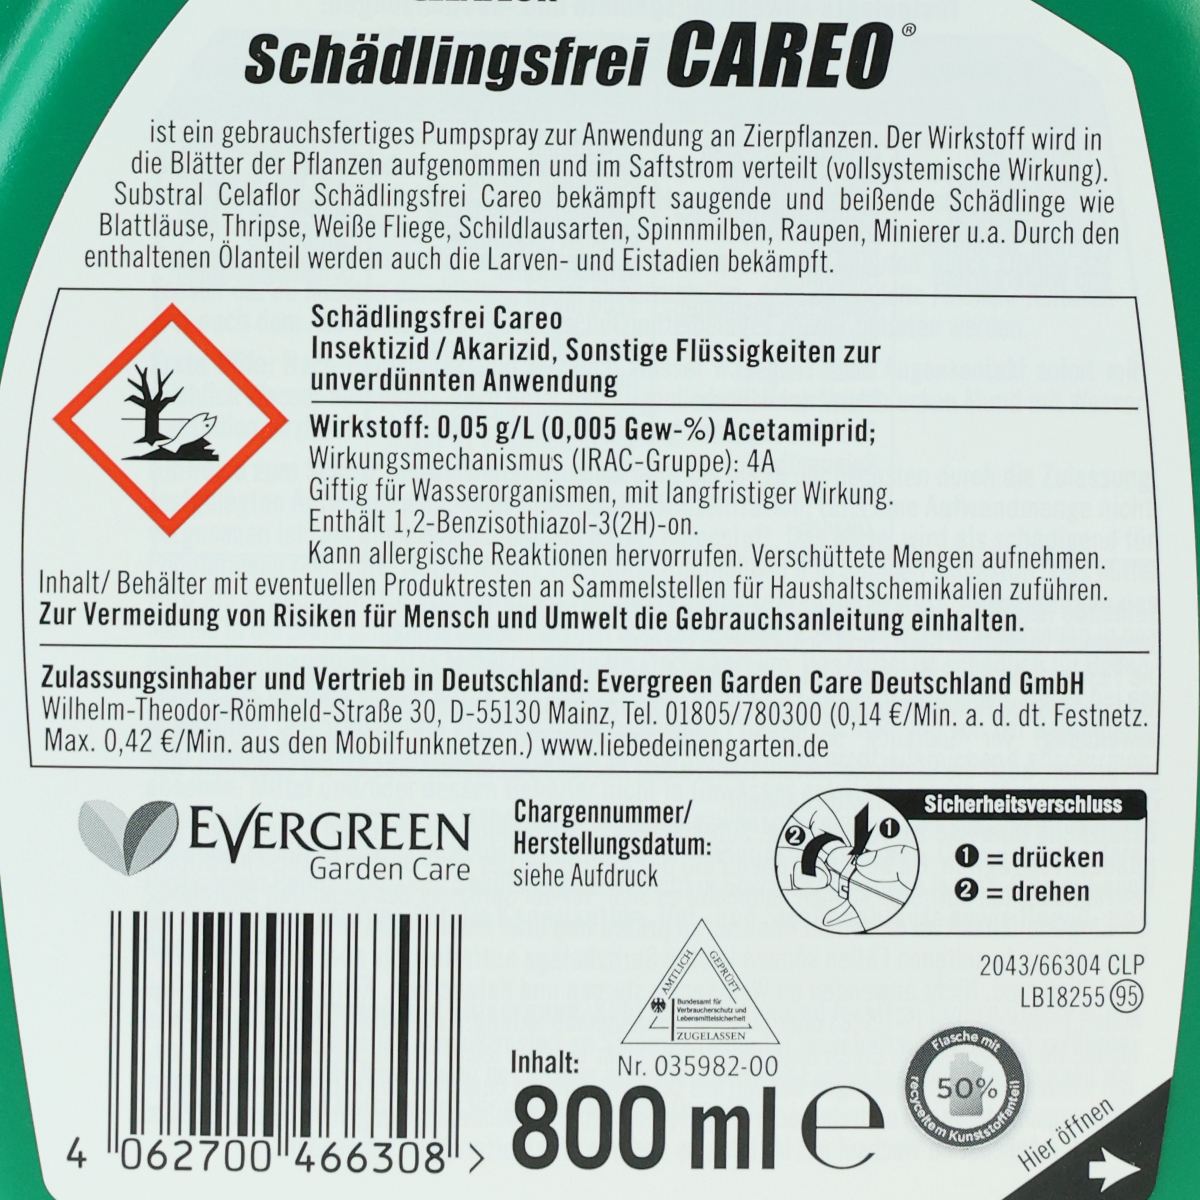 Schädlingsfrei CAREO®
ist ein gebrauchsfertiges Pumpspray zur Anwendung an Zierpflanzen. Der Wirkstoff wird in
die Blätter der Pflanzen aufgenommen und im Saftstrom verteilt (vollsystemische Wirkung).
Substral Celaflor Schädlingsfrei Careo bekämpft saugende und beißende Schädlinge wie
Blattläuse, Thripse, Weiße Fliege, Schildlausarten, Spinnmilben, Raupen, Minierer u.a. Durch den
enthaltenen Ölanteil werden auch die Larven- und Eistadien bekämpft.
Schädlingsfrei Careo
Insektizid / Akarizid, Sonstige Flüssigkeiten zur
unverdünnten Anwendung
Wirkstoff: 0,05 g/L (0,005 Gew-%) Acetamiprid;
Wirkungsmechanismus (IRAC-Gruppe): 4A
Giftig für Wasserorganismen, mit langfristiger Wirkung.
Enthält 1,2-Benzisothiazol-3(2H)-on.
Kann allergische Reaktionen hervorrufen. Verschüttete Mengen aufnehmen.
Inhalt/ Behälter mit eventuellen Produktresten an Sammelstellen für Haushaltschemikalien zuführen.
Zur Vermeidung von Risiken für Mensch und Umwelt die Gebrauchsanleitung einhalten.
Zulassungsinhaber und Vertrieb in Deutschland: Evergreen Garden Care Deutschland GmbH
Wilhelm-Theodor-Römheld-Straße 30, D-55130 Mainz, Tel. 01805/780300 (0,14 €/Min. a. d. dt. Festnetz.
Max. 0,42 €/Min. aus den Mobilfunknetzen.) www.liebedeinengarten.de
EVERGREEN
Garden Care
Chargennummer/
Herstellungsdatum:
siehe Aufdruck
Sicherheitsverschluss
2 1
1 = drücken
2 = drehen
2043/66304 CLP
LB18255 95
AMTLICH GEPRÜFT
Bundesamt für
Verbraucherschutz und
Lebensmittelsicherheit
ZUGELASSEN
Nr. 035982-00
Inhalt:
800 ml e
Flasche mit
50%
recyceltem Kunststoffanteil
Hier öffnen
4 062700 466308 >